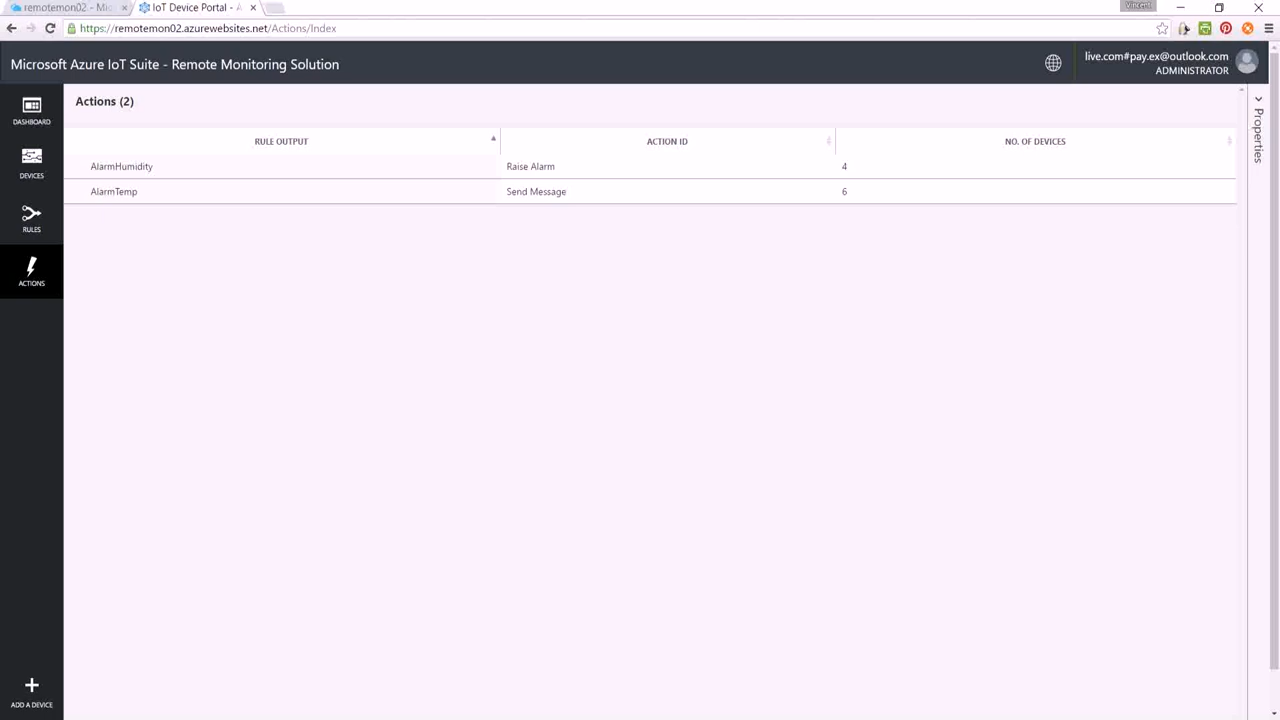 remotemon02 - Mic
IoT Device Portal - A
Vincent
https://remotemon02.azurewebsites.net/Actions/Index
Microsoft Azure IoT Suite - Remote Monitoring Solution
live.com#pay.ex@outlook.com
ADMINISTRATOR
DASHBOARD
DEVICES
RULES
ACTIONS
ADD A DEVICE
Actions (2)
RULE OUTPUT ACTION ID NO. OF DEVICES
AlarmHumidity Raise Alarm 4
AlarmTemp Send Message 6
Properties